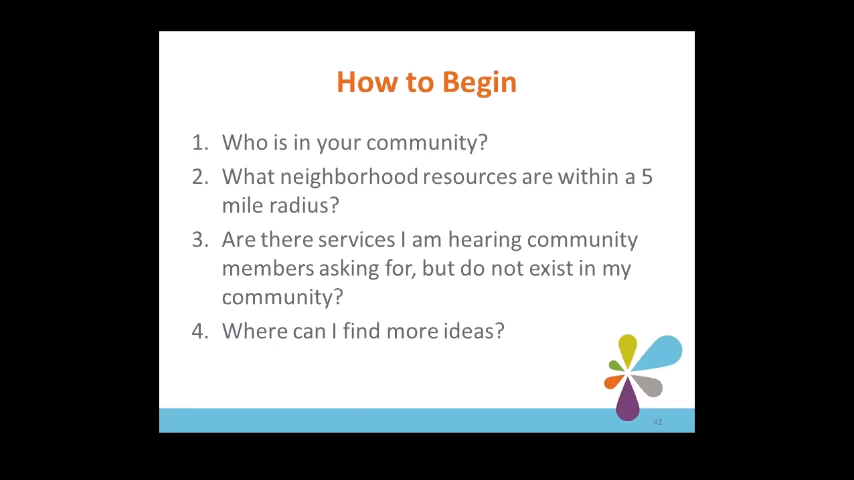 How to Begin
1. Who is in your community?
2. What neighborhood resources are within a 5
mile radius?
3. Are there services I am hearing community
members asking for, but do not exist in my
community?
4. Where can I find more ideas?
42